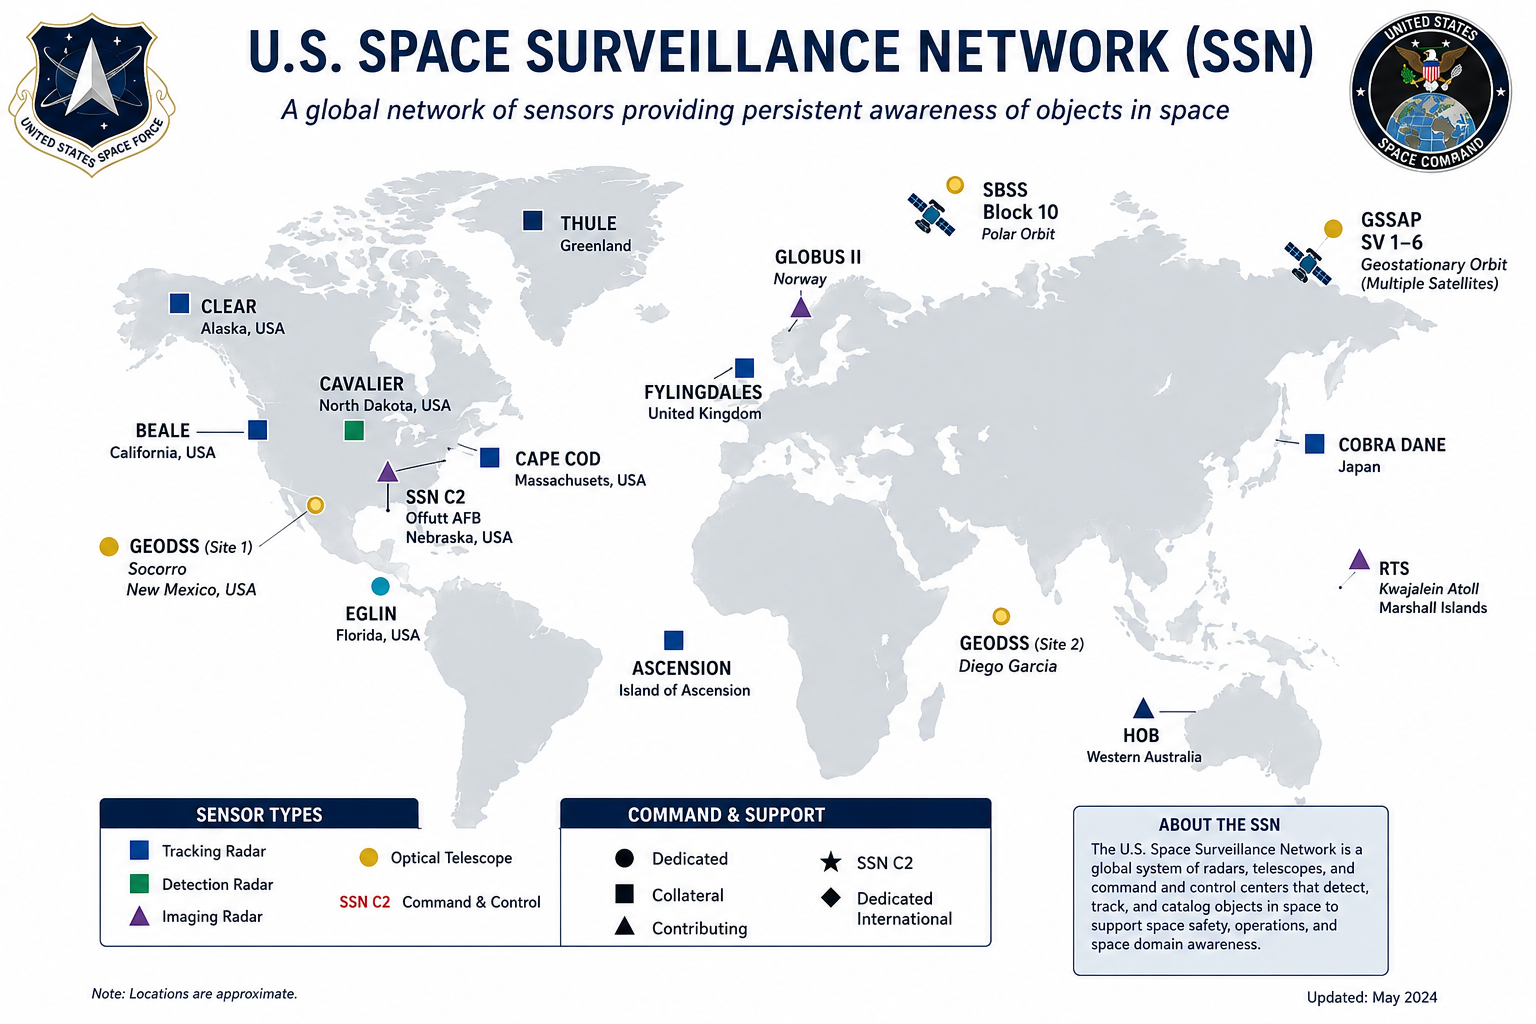 UNITED STATES SPACE FORCE
U.S. SPACE SURVEILLANCE NETWORK (SSN)
A global network of sensors providing persistent awareness of objects in space
UNITED STATES
SPACE COMMAND
SBSS
Block 10
Polar Orbit
GSSAP
SV 1–6
Geostationary Orbit
(Multiple Satellites)
THULE
Greenland
GLOBUS II
Norway
CLEAR
Alaska, USA
CAVALIER
North Dakota, USA
FYLINGDALES
United Kingdom
BEALE
California, USA
CAPE COD
Massachusets, USA
COBRA DANE
Japan
SSN C2
Offutt AFB
Nebraska, USA
GEODSS (Site 1)
Socorro
New Mexico, USA
RTS
Kwajalein Atoll
Marshall Islands
EGLIN
Florida, USA
GEODSS (Site 2)
Diego Garcia
ASCENSION
Island of Ascension
HOB
Western Australia
SENSOR TYPES
Tracking Radar
Detection Radar
Imaging Radar
Optical Telescope
SSN C2 Command & Control
COMMAND & SUPPORT
Dedicated
Collateral
Contributing
SSN C2
Dedicated
International
ABOUT THE SSN
The U.S. Space Surveillance Network is a
global system of radars, telescopes, and
command and control centers that detect,
track, and catalog objects in space to
support space safety, operations, and
space domain awareness.
Note: Locations are approximate.
Updated: May 2024